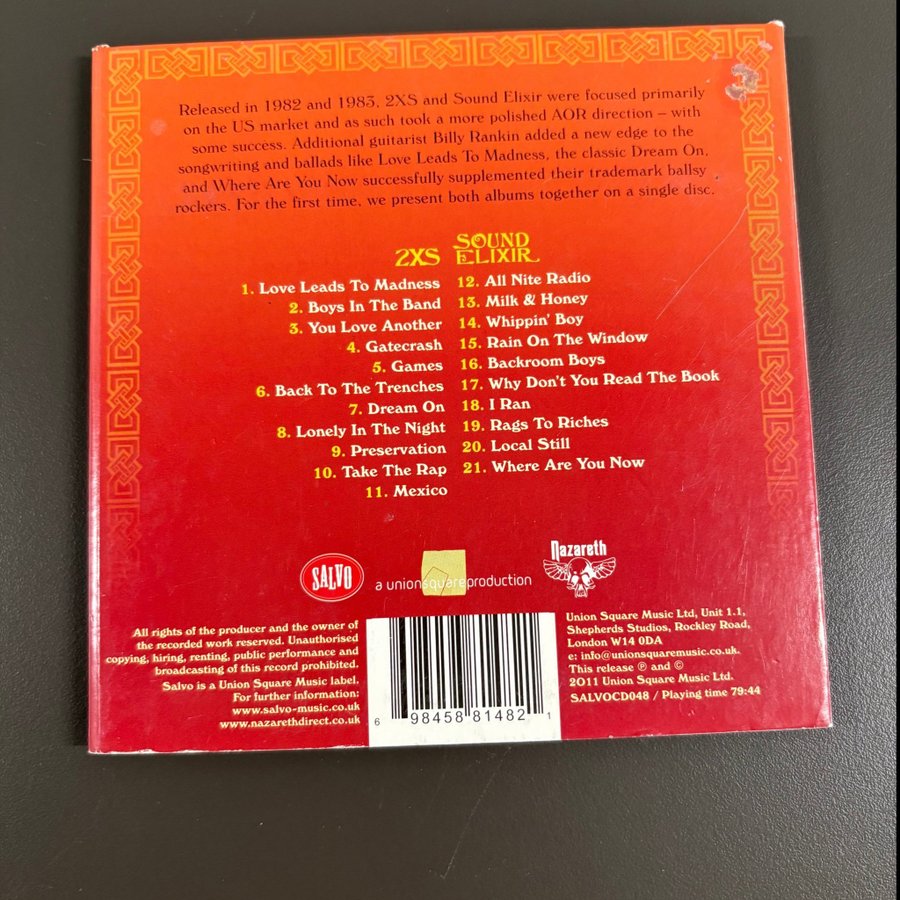 Released in 1982 and 1983, 2XS and Sound Elixir were focused primarily
on the US market and as such took a more polished AOR direction – with
some success. Additional guitarist Billy Rankin added a new edge to the
songwriting and ballads like Love Leads To Madness, the classic Dream On,
and Where Are You Now successfully supplemented their trademark ballsy
rockers. For the first time, we present both albums together on a single disc.
2XS
1. Love Leads To Madness
2. Boys In The Band
3. You Love Another
4. Gatecrash
5. Games
6. Back To The Trenches
7. Dream On
8. Lonely In The Night
9. Preservation
10. Take The Rap
11. Mexico
SOUND
ELIXIR
12. All Nite Radio
13. Milk & Honey
14. Whippin' Boy
15. Rain On The Window
16. Backroom Boys
17. Why Don't You Read The Book
18. I Ran
19. Rags To Riches
20. Local Still
21. Where Are You Now
SALVO
a unionsquareproduction
Nazareth
All rights of the producer and the owner of
the recorded work reserved. Unauthorised
copying, hiring, renting, public performance and
broadcasting of this record prohibited.
Salvo is a Union Square Music label.
For further information:
www.salvo-music.co.uk
www.nazarethdirect.co.uk
6 98458 81482 1
Union Square Music Ltd, Unit 1.1,
Shepherds Studios, Rockley Road,
London W14 0DA
e: info@unionsquaremusic.co.uk.
This release ℗ and ©
2011 Union Square Music Ltd.
SALVOCD048 / Playing time 79:44